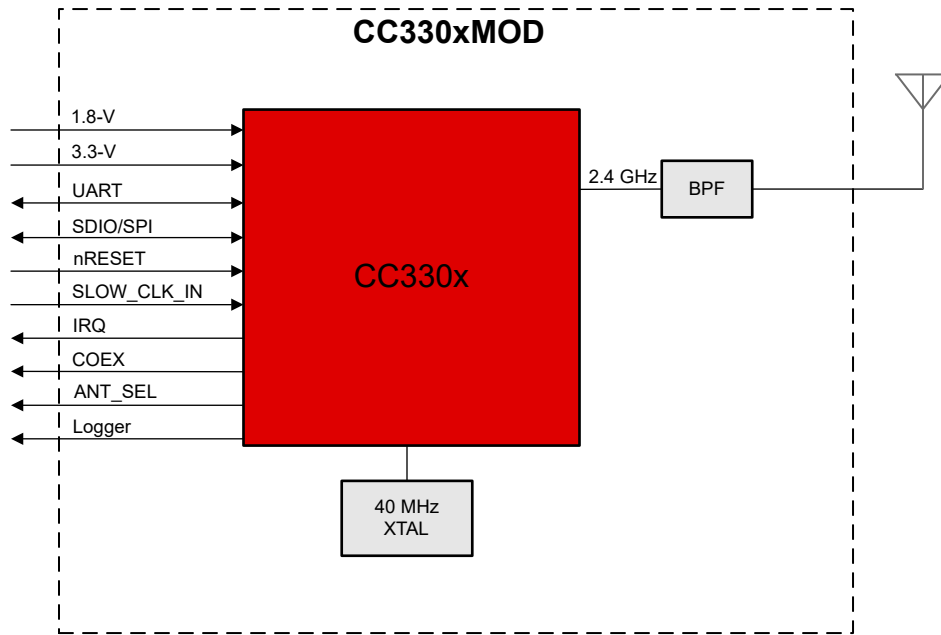 CC330xMOD
1.8-V
3.3-V
UART
SDIO/SPI
nRESET
SLOW_CLK_IN
IRQ
COEX
ANT_SEL
Logger
CC330x
2.4 GHz
BPF
40 MHz
XTAL